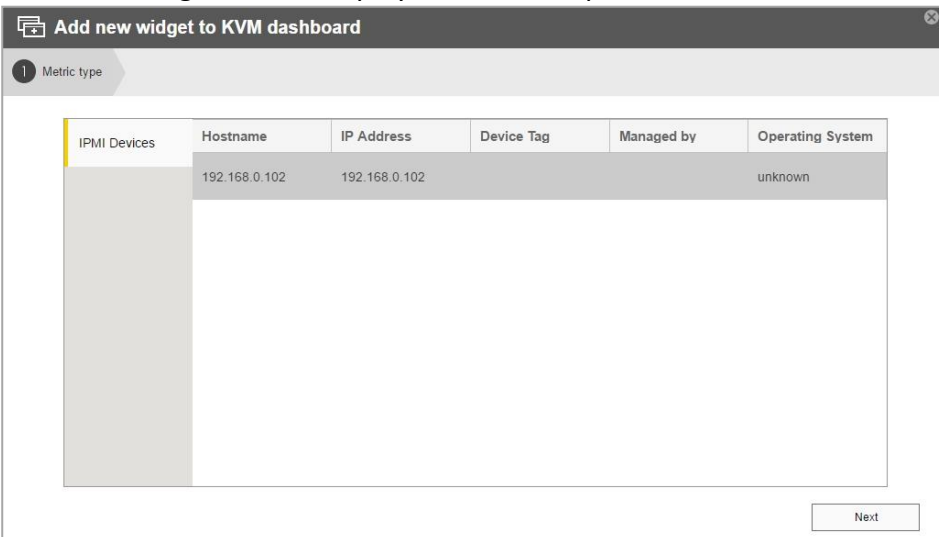 Add new widget to KVM dashboard
1 Metric type
IPMI Devices
Hostname IP Address Device Tag Managed by Operating System
192.168.0.102 192.168.0.102 unknown
Next